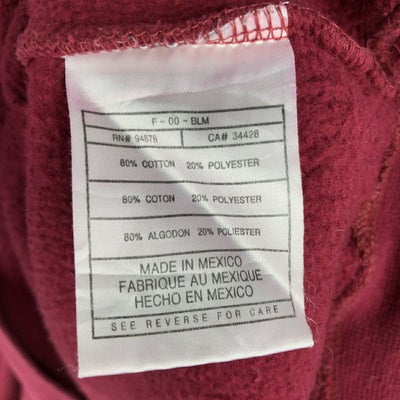 F - 00 - BLM
RN# 94878 CA# 34428
80% COTTON 20% POLYESTER
80% COTON 20% POLYESTER
80% ALGODON 20% POLIESTER
MADE IN MEXICO
FABRIQUE AU MEXIQUE
HECHO EN MEXICO
SEE REVERSE FOR CARE